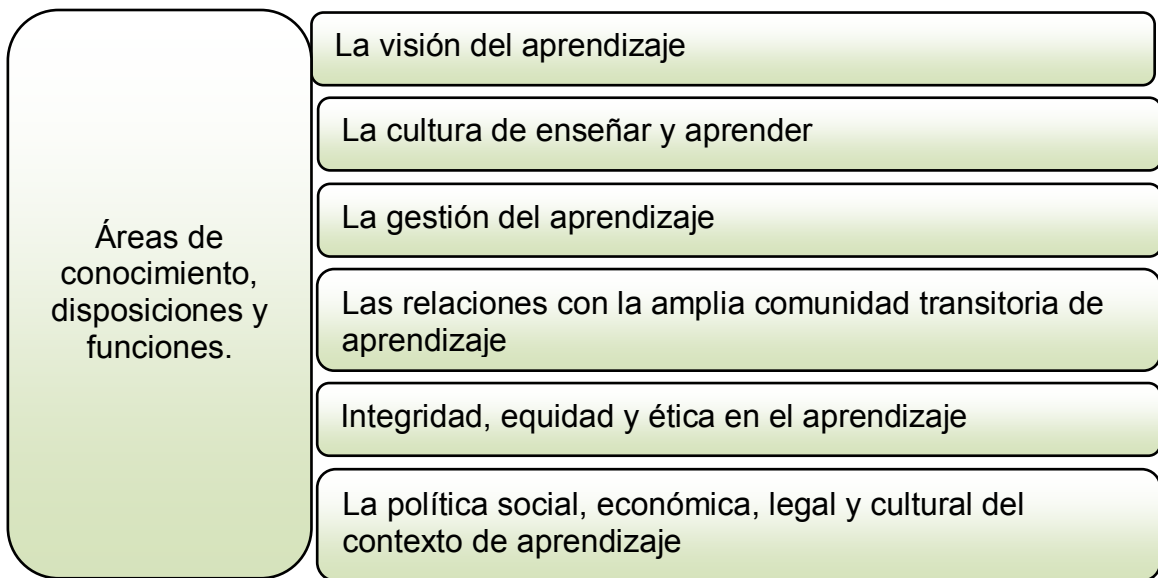 Áreas de
conocimiento,
disposiciones y
funciones.
La visión del aprendizaje
La cultura de enseñar y aprender
La gestión del aprendizaje
Las relaciones con la amplia comunidad transitoria de
aprendizaje
Integridad, equidad y ética en el aprendizaje
La política social, económica, legal y cultural del
contexto de aprendizaje